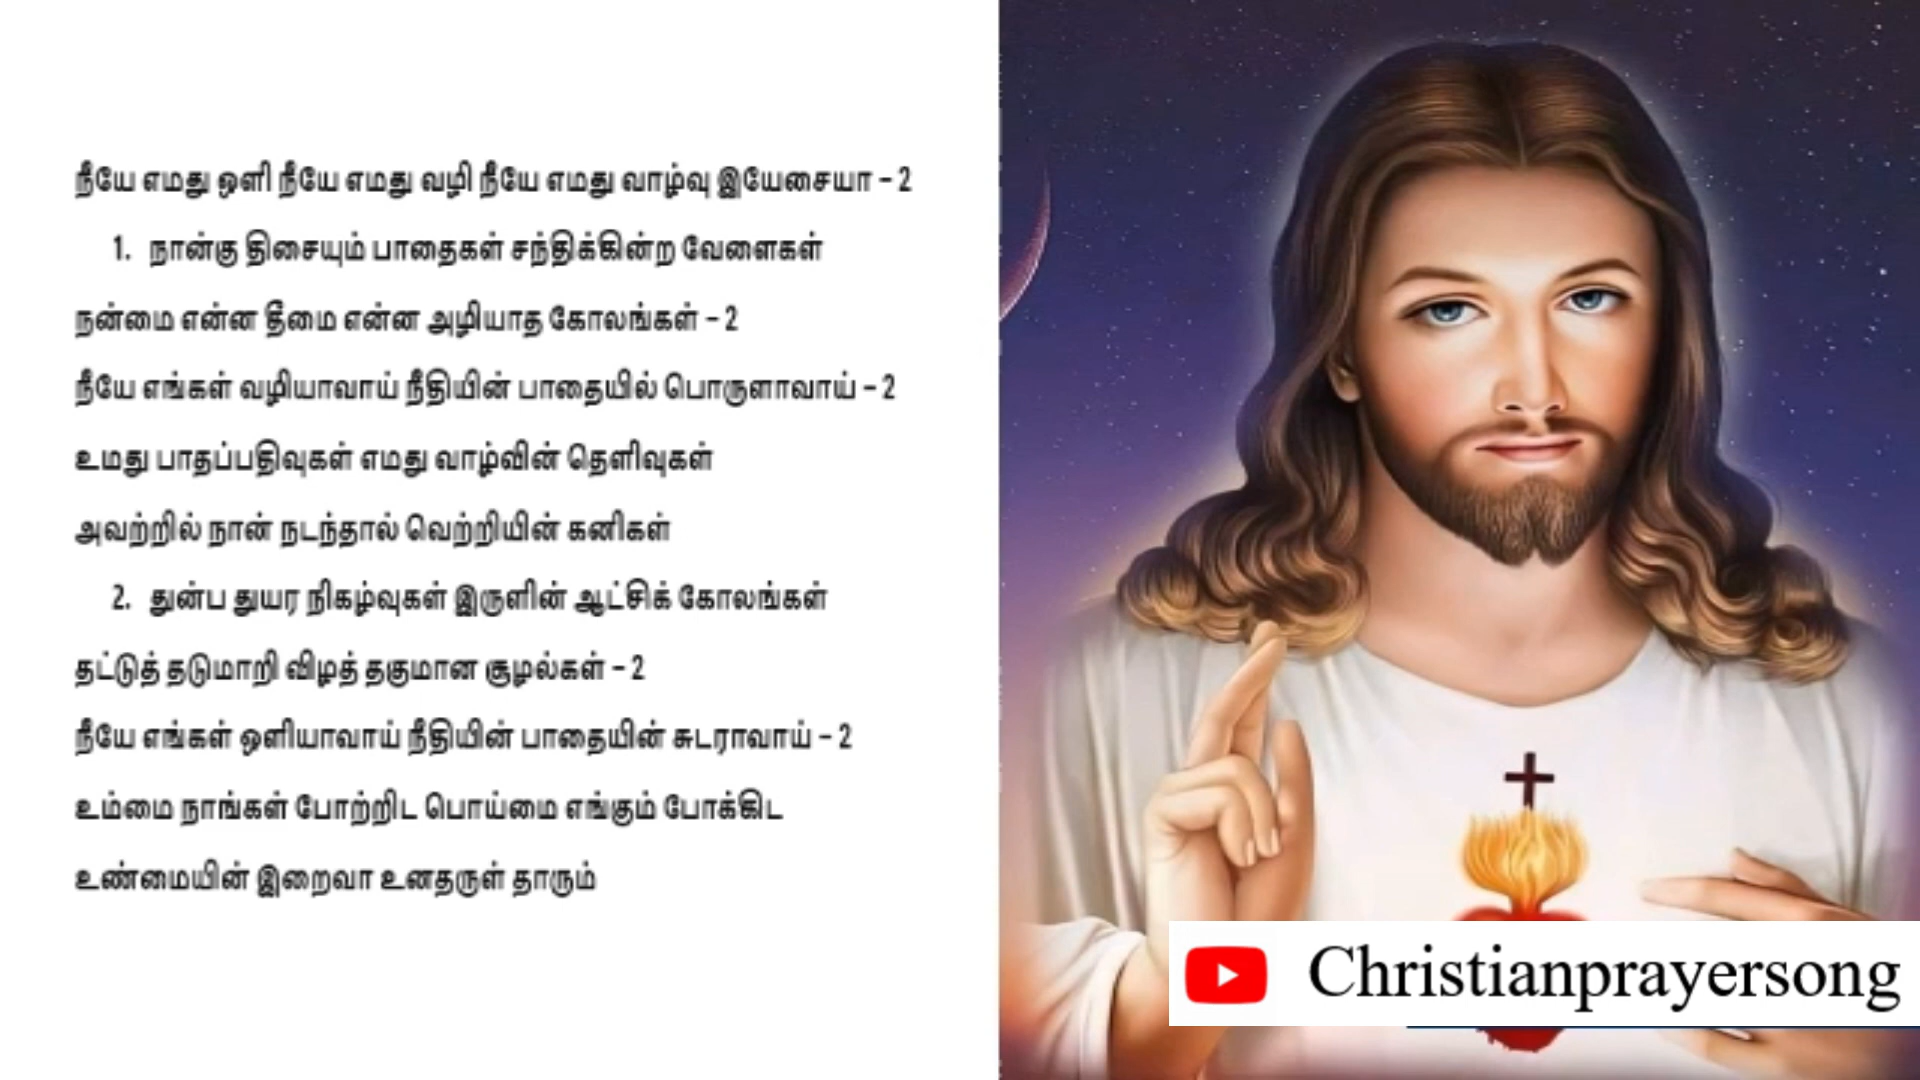 நீயே எமது ஒளி நீயே எமது வழி நீயே எமது வாழ்வு இயேசையா – 2
1. நான்கு திசையும் பாதைகள் சந்திக்கின்ற வேளைகள்
நன்மை என்ன தீமை என்ன அழியாத கோலங்கள் – 2
நீயே எங்கள் வழியாவாய் நீதியின் பாதையில் பொருளாவாய் – 2
உமது பாதப்பதிவுகள் எமது வாழ்வின் தெளிவுகள்
அவற்றில் நான் நடந்தால் வெற்றியின் கனிகள்
2. துன்ப துயர நிகழ்வுகள் இருளின் ஆட்சிக் கோலங்கள்
தட்டுத் தடுமாறி விழத் தகுமான சூழல்கள் – 2
நீயே எங்கள் ஒளியாவாய் நீதியின் பாதையின் சுடராவாய் – 2
உம்மை நாங்கள் போற்றிட பொய்மை எங்கும் போக்கிட
உண்மையின் இறைவா உனதருள் தாரும்
Christianprayersong